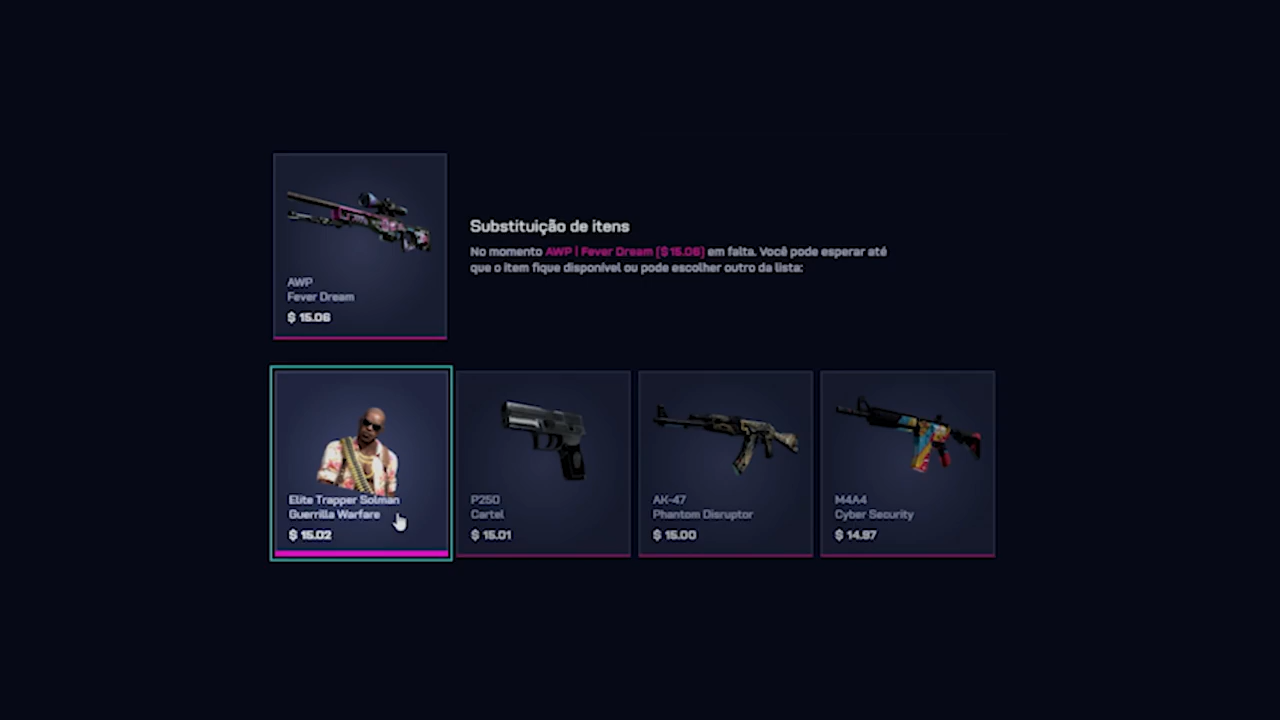 Substituição de itens
No momento AWP | Fever Dream ($15.06) em falta. Você pode esperar até
que o item fique disponível ou pode escolher outro da lista:
AWP
Fever Dream
$ 15.06
Elite Trapper Solman
Guerrilla Warfare
$ 15.02
P250
Cartel
$ 15.01
AK-47
Phantom Disruptor
$ 15.00
M4A4
Cyber Security
$ 14.97